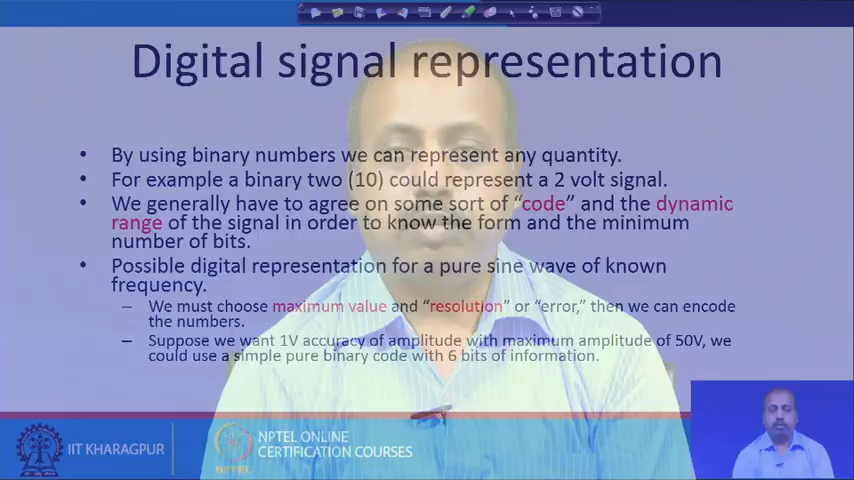 Digital signal representation
• By using binary numbers we can represent any quantity.
• For example a binary two (10) could represent a 2 volt signal.
• We generally have to agree on some sort of “code” and the dynamic
range of the signal in order to know the form and the minimum
number of bits.
• Possible digital representation for a pure sine wave of known
frequency.
– We must choose maximum value and “resolution” or “error,” then we can encode
the numbers.
– Suppose we want 1V accuracy of amplitude with maximum amplitude of 50V, we
could use a simple pure binary code with 6 bits of information.
IIT KHARAGPUR
NPTEL ONLINE
CERTIFICATION COURSES
NPTEL